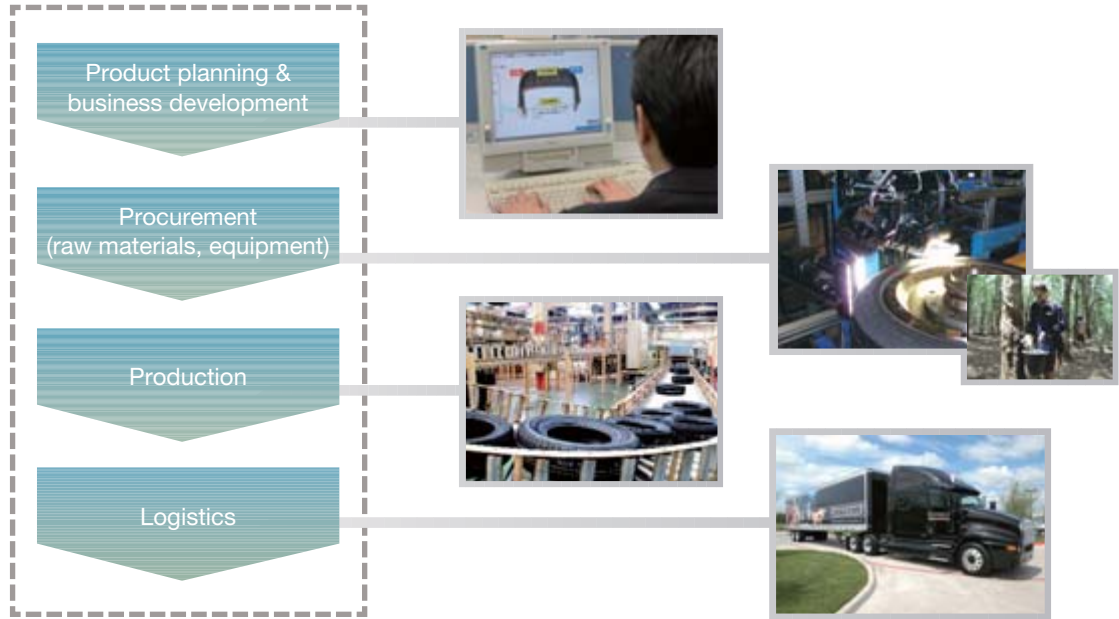 Product planning &
business development
Procurement
(raw materials, equipment)
Production
Logistics